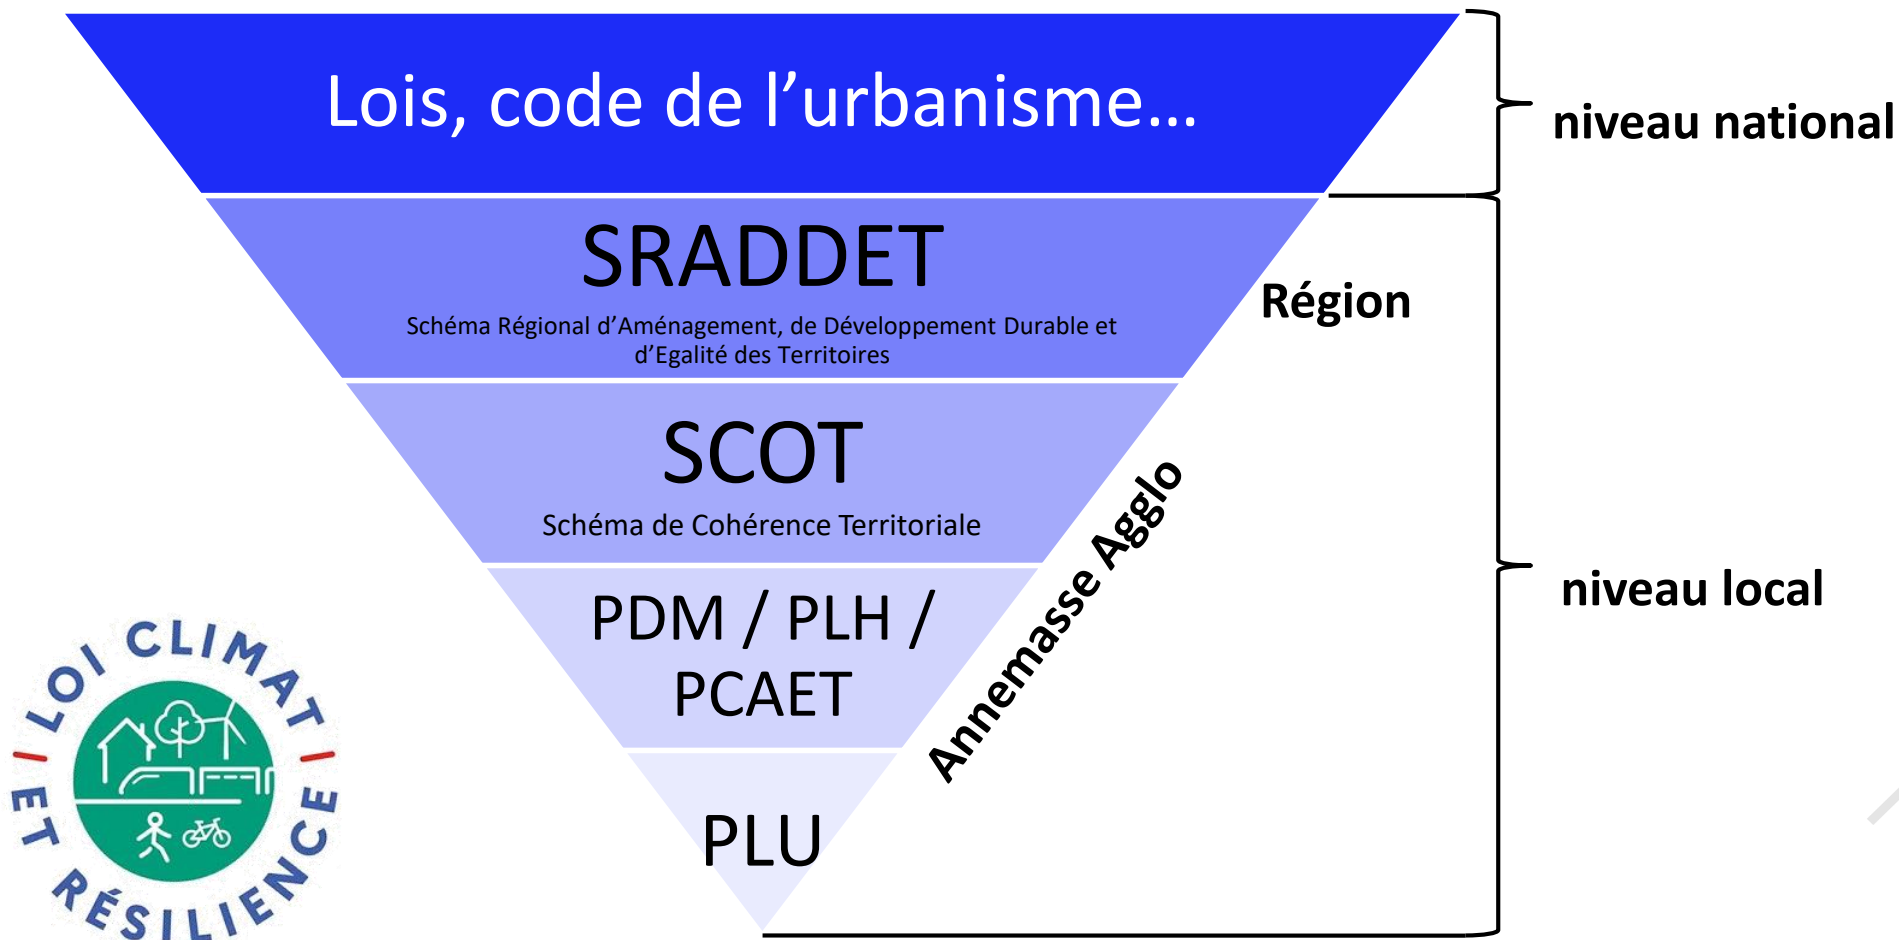 Lois, code de l’urbanisme…
niveau national
SRADDET
Schéma Régional d’Aménagement, de Développement Durable et
d’Egalité des Territoires
Région
SCOT
Schéma de Cohérence Territoriale
Annemasse Agglo
niveau local
PDM / PLH /
PCAET
PLU
LOI CLIMAT
ET RÉSILIENCE